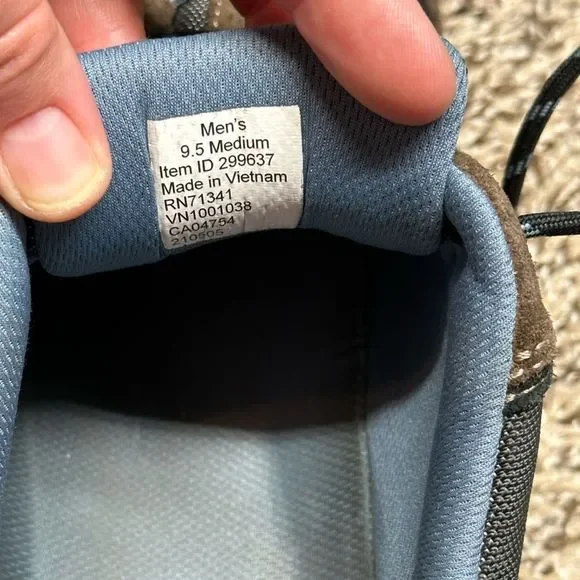 Men's
9.5 Medium
Item ID 299637
Made in Vietnam
RN71341
VN1001038
CA04754
210505